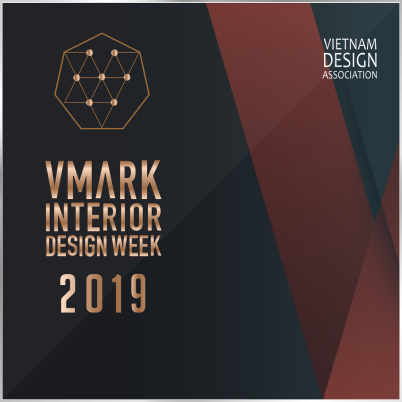 VIETNAM
DESIGN
ASSOCIATION
VMARK
INTERIOR
DESIGN WEEK
2019